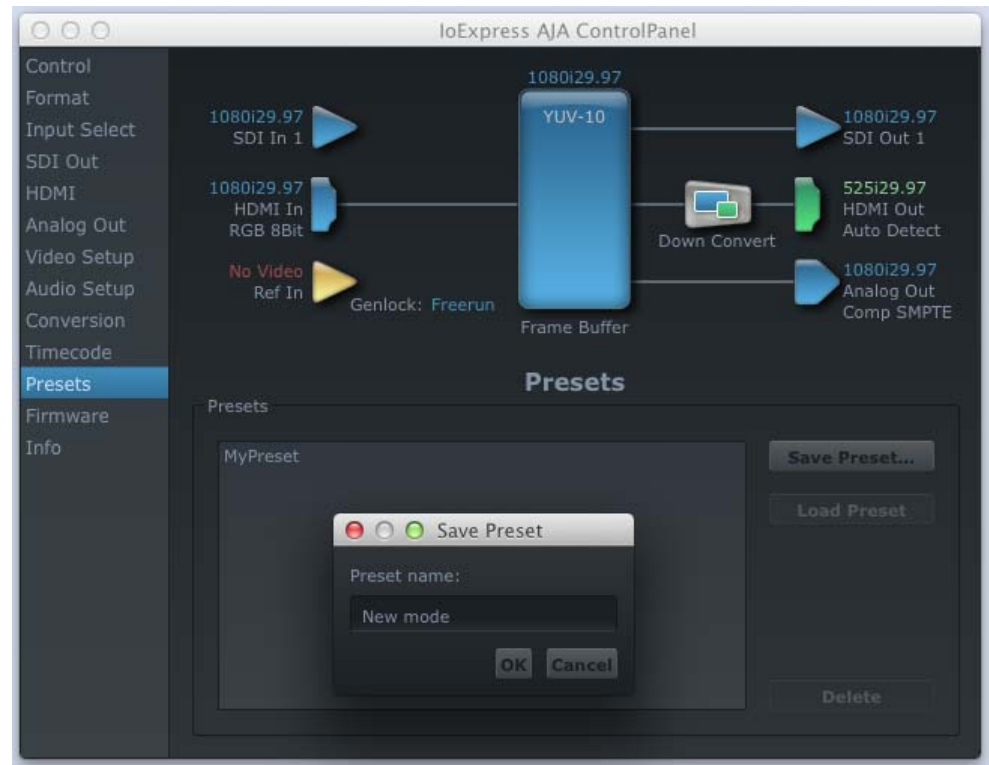 IoExpress AJA ControlPanel
Control
Format
Input Select
SDI Out
HDMI
Analog Out
Video Setup
Audio Setup
Conversion
Timecode
Presets
Firmware
Info
1080i29.97
YUV-10
Frame Buffer
1080i29.97
SDI In 1
1080i29.97
HDMI In
RGB 8Bit
No Video
Ref In
Genlock: Freerun
1080i29.97
SDI Out 1
Down Convert
525i29.97
HDMI Out
Auto Detect
1080i29.97
Analog Out
Comp SMPTE
Presets
Presets
MyPreset
Save Preset...
Load Preset
Delete
Save Preset
Preset name:
New mode
OK
Cancel